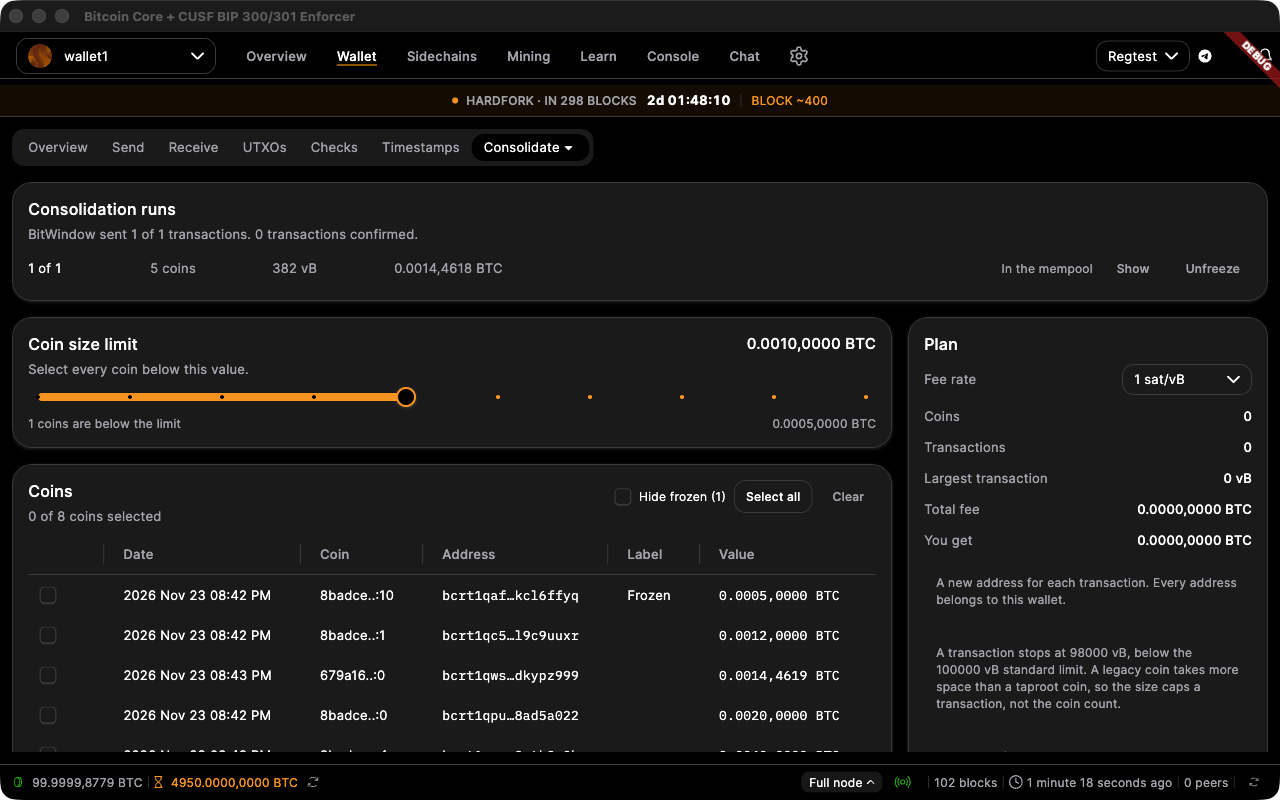 Bitcoin Core + CUSF BIP 300/301 Enforcer
wallet1 Overview Wallet Sidechains Mining Learn Console Chat Regtest DEBUG
HARDFORK · IN 298 BLOCKS 2d 01:48:10 BLOCK ~400
Overview Send Receive UTXOs Checks Timestamps Consolidate
Consolidation runs
BitWindow sent 1 of 1 transactions. 0 transactions confirmed.
1 of 1 5 coins 382 vB 0.0014,4618 BTC In the mempool Show Unfreeze
Coin size limit 0.0010,0000 BTC
Select every coin below this value.
1 coins are below the limit 0.0005,0000 BTC
Coins
0 of 8 coins selected
Hide frozen (1) Select all Clear
Date Coin Address Label Value
2026 Nov 23 08:42 PM 8badce..:10 bcrt1qaf…kcl6ffyq Frozen 0.0005,0000 BTC
2026 Nov 23 08:42 PM 8badce..:1 bcrt1qc5…l9c9uuxr 0.0012,0000 BTC
2026 Nov 23 08:43 PM 679a16..:0 bcrt1qws…dkypz999 0.0014,4619 BTC
2026 Nov 23 08:42 PM 8badce..:0 bcrt1qpu…8ad5a022 0.0020,0000 BTC
Plan
Fee rate 1 sat/vB
Coins 0
Transactions 0
Largest transaction 0 vB
Total fee 0.0000,0000 BTC
You get 0.0000,0000 BTC
A new address for each transaction. Every address
belongs to this wallet.
A transaction stops at 98000 vB, below the
100000 vB standard limit. A legacy coin takes more
space than a taproot coin, so the size caps a
transaction, not the coin count.
99.9999,8779 BTC 4950.0000,0000 BTC Full node 102 blocks 1 minute 18 seconds ago 0 peers